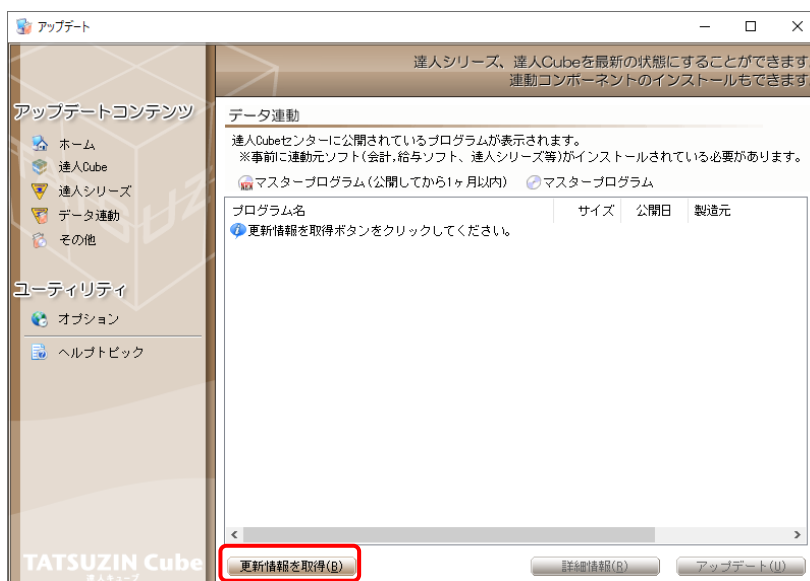 アップデート
達人シリーズ、達人Cubeを最新の状態にすることができます
連動コンポーネントのインストールもできます
アップデートコンテンツ
ホーム
達人Cube
達人シリーズ
データ連動
その他
ユーティリティ
オプション
ヘルプトピック
TATSUZIN Cube
達人キューブ
データ連動
達人Cubeセンターに公開されているプログラムが表示されます。
※事前に連動元ソフト(会計,給与ソフト、達人シリーズ等)がインストールされている必要があります。
マスタープログラム(公開してから1ヶ月以内) マスタープログラム
プログラム名 サイズ 公開日 製造元
更新情報を取得ボタンをクリックしてください。
更新情報を取得(B) 詳細情報(R) アップデート(U)